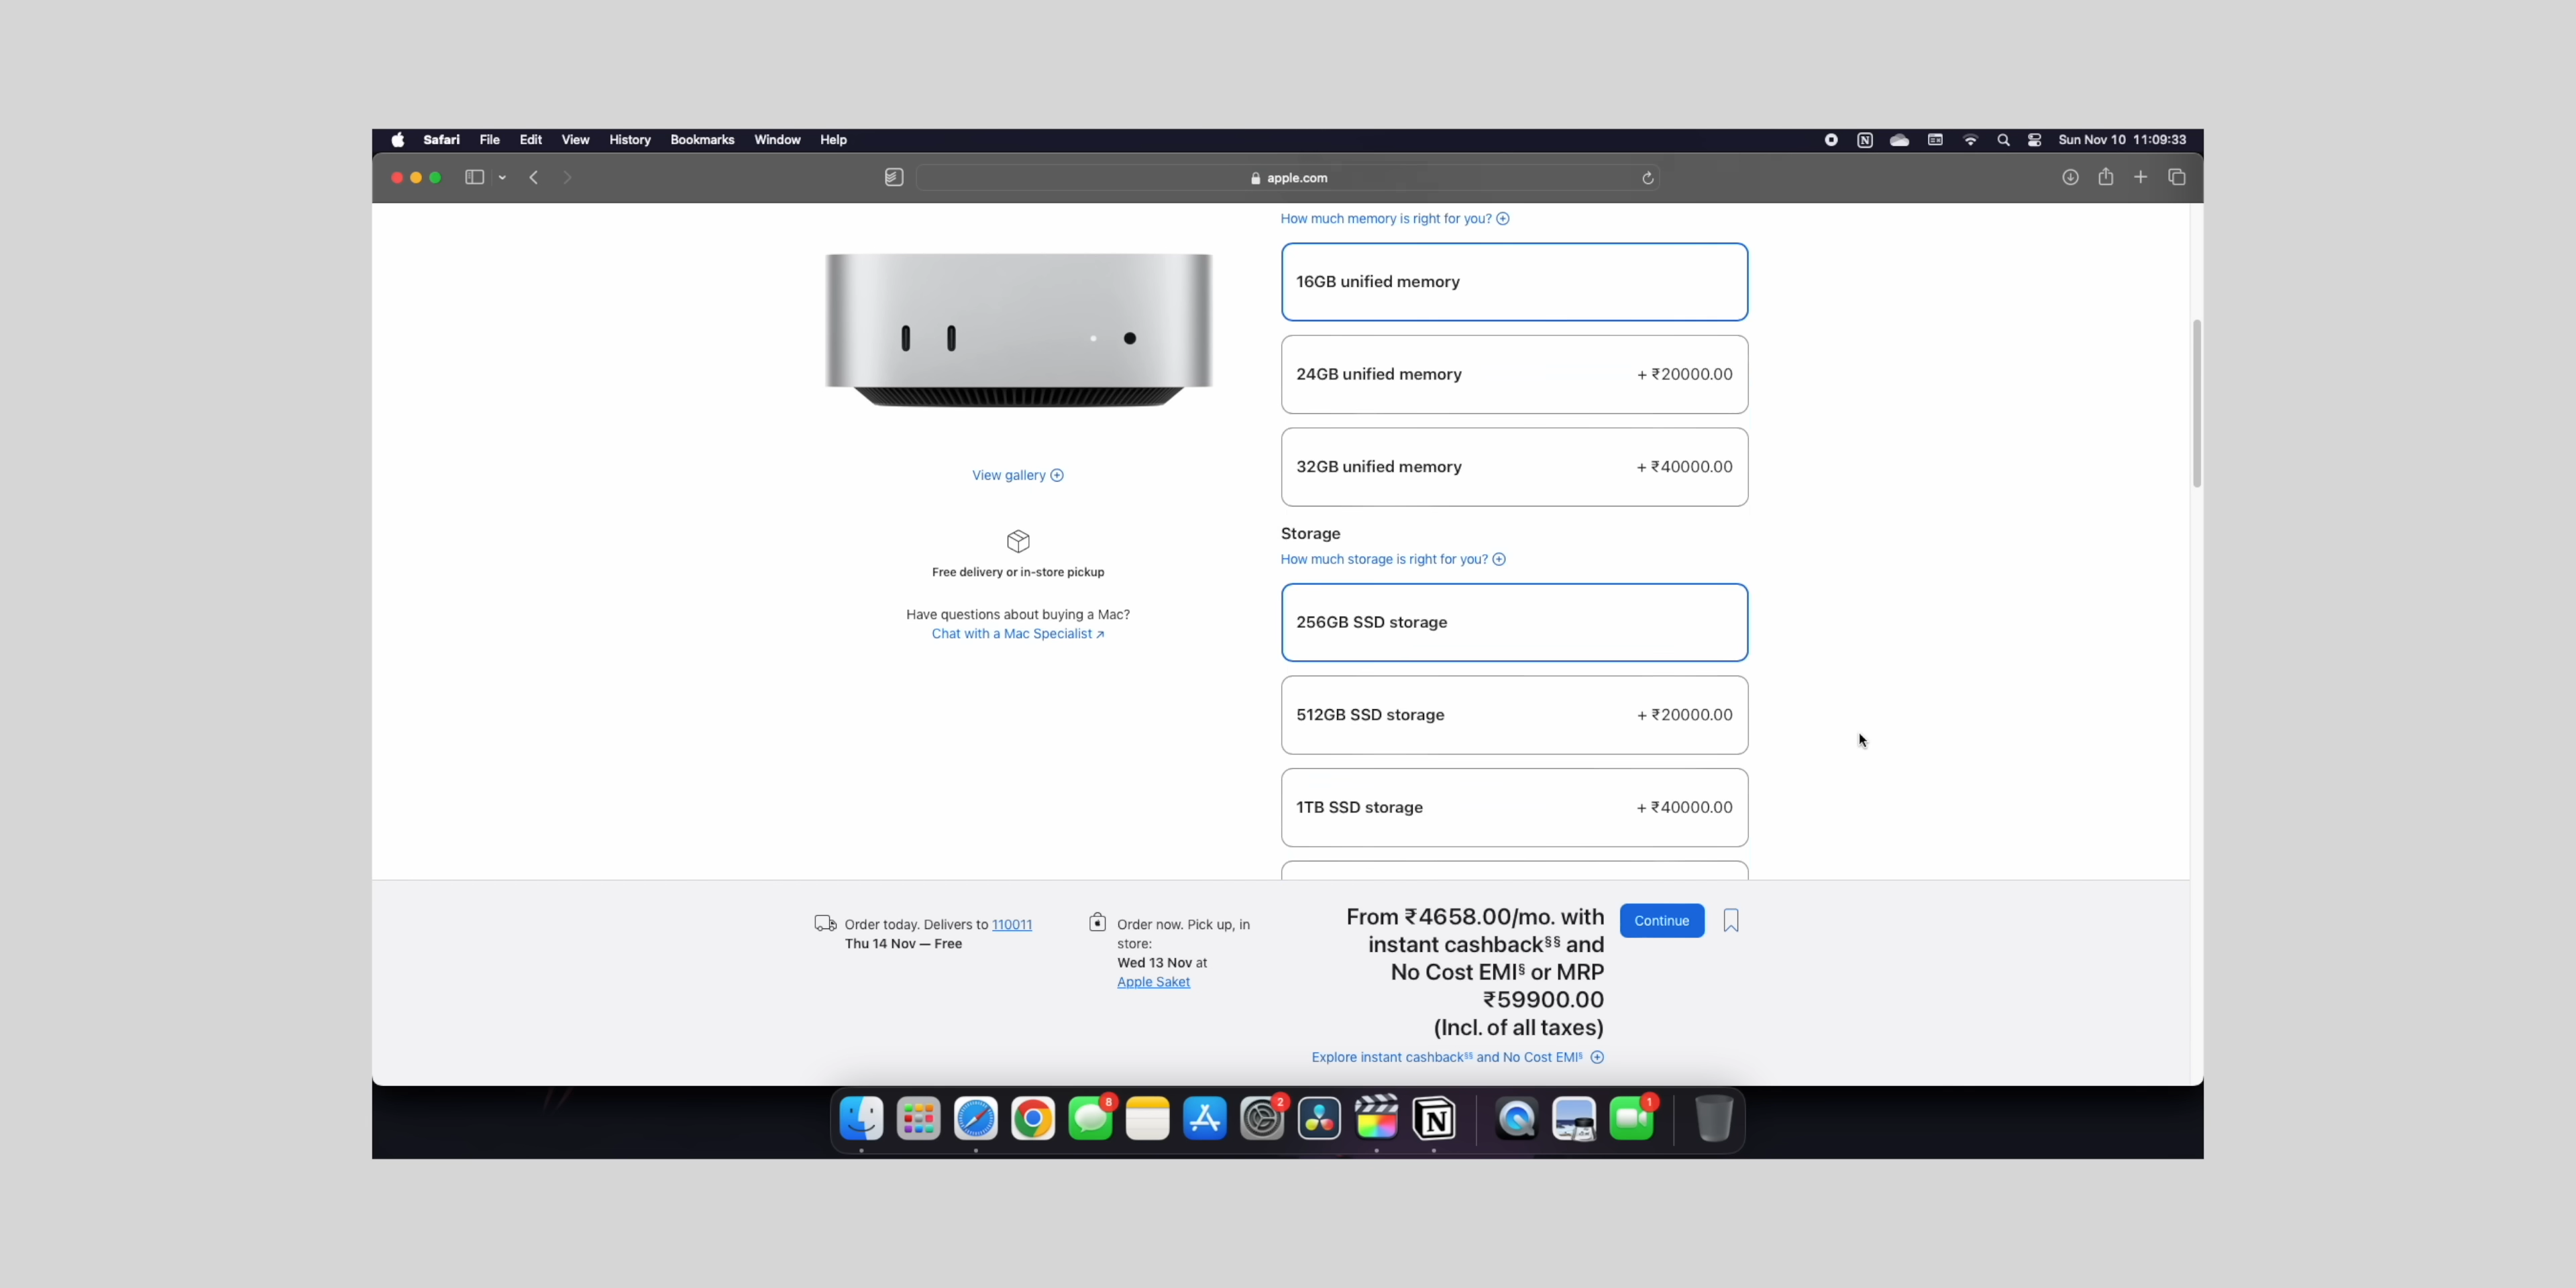 Safari File Edit View History Bookmarks Window Help
Sun Nov 10 11:09:33
apple.com
How much memory is right for you?
16GB unified memory
24GB unified memory + ₹20000.00
32GB unified memory + ₹40000.00
View gallery
Free delivery or in-store pickup
Have questions about buying a Mac?
Chat with a Mac Specialist
Storage
How much storage is right for you?
256GB SSD storage
512GB SSD storage + ₹20000.00
1TB SSD storage + ₹40000.00
Order today. Delivers to 110011
Thu 14 Nov — Free
Order now. Pick up, in
store:
Wed 13 Nov at
Apple Saket
From ₹4658.00/mo. with
instant cashback§§ and
No Cost EMI§ or MRP
₹59900.00
(Incl. of all taxes)
Explore instant cashback§§ and No Cost EMI§
Continue
8
2
1